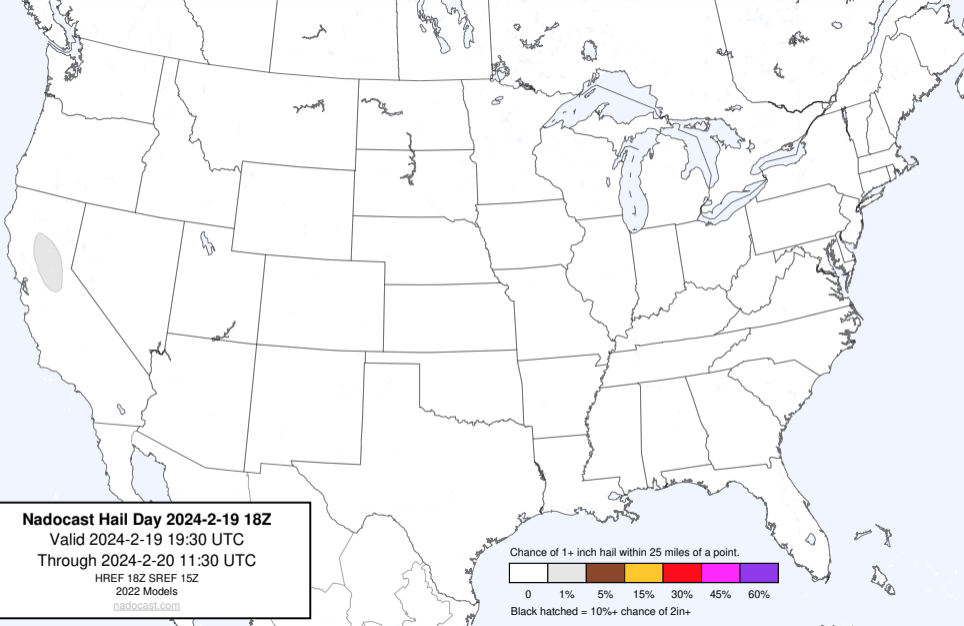 Nadocast Hail Day 2024-2-19 18Z
Valid 2024-2-19 19:30 UTC
Through 2024-2-20 11:30 UTC
HREF 18Z SREF 15Z
2022 Models
nadocast.com
Chance of 1+ inch hail within 25 miles of a point.
0 1% 5% 15% 30% 45% 60%
Black hatched = 10%+ chance of 2in+